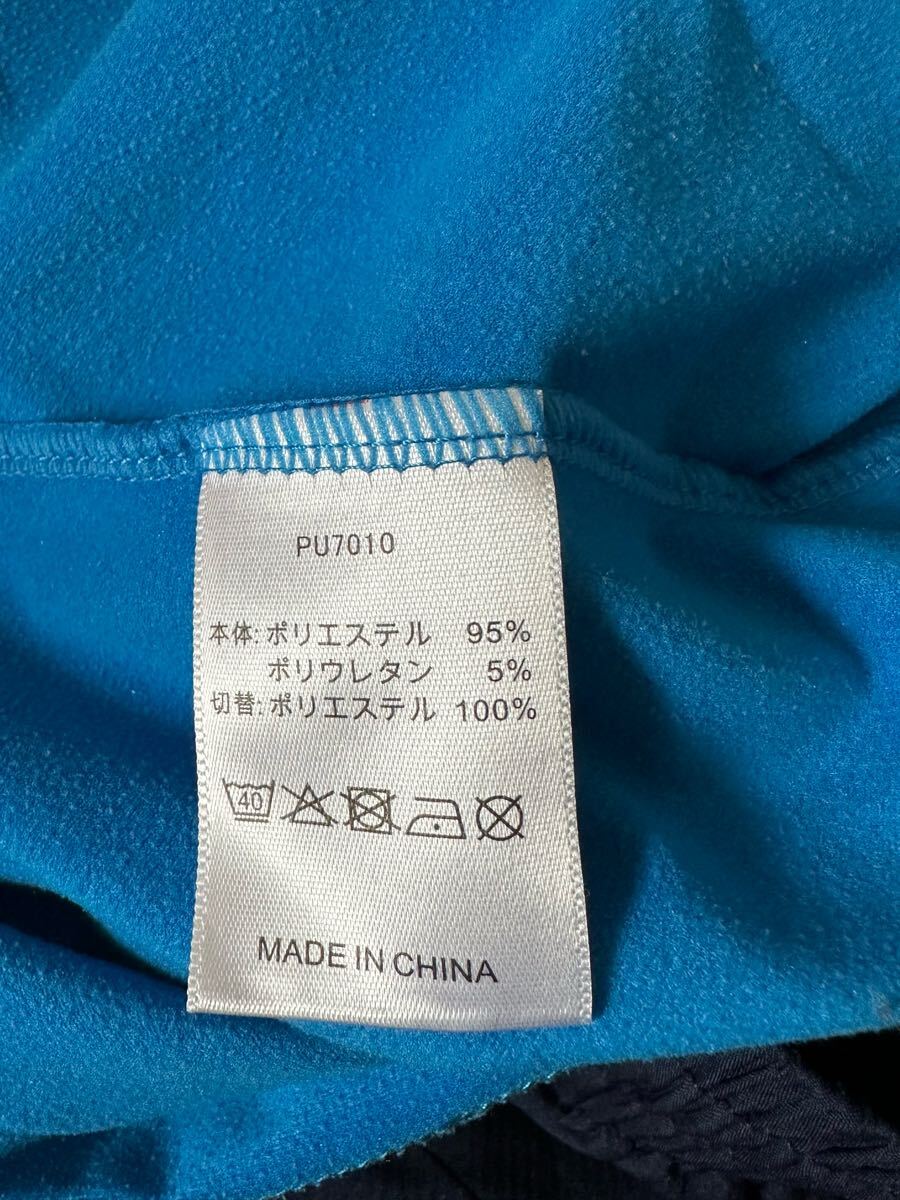 PU7010
本体:ポリエステル 95%
ポリウレタン 5%
切替:ポリエステル 100%
40
MADE IN CHINA